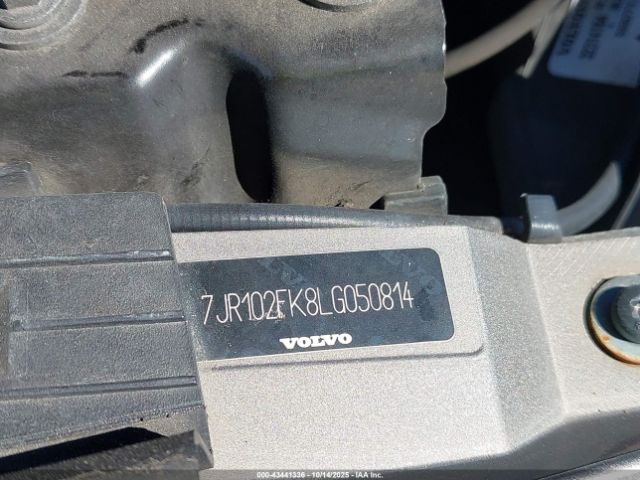 7JR102FK8LG050814
VOLVO
000-43441336 - 10/14/2025 - IAA Inc.